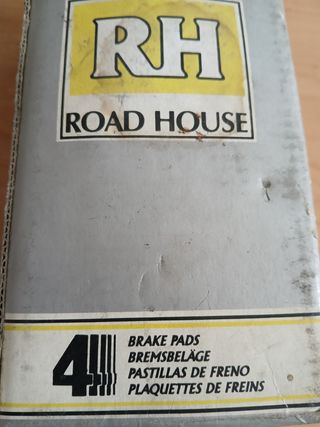 RH
ROAD HOUSE
4
BRAKE PADS
BREMSBELÄGE
PASTILLAS DE FRENO
PLAQUETTES DE FREINS